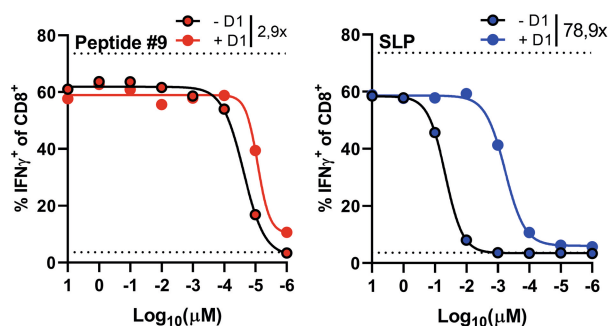 - D1
+ D1
2,9x
Peptide #9
% IFNγ⁺ of CD8⁺
80
60
40
20
0
1 0 -1 -2 -3 -4 -5 -6
Log₁₀(μM)
- D1
+ D1
78,9x
SLP
% IFNγ⁺ of CD8⁺
80
60
40
20
0
1 0 -1 -2 -3 -4 -5 -6
Log₁₀(μM)